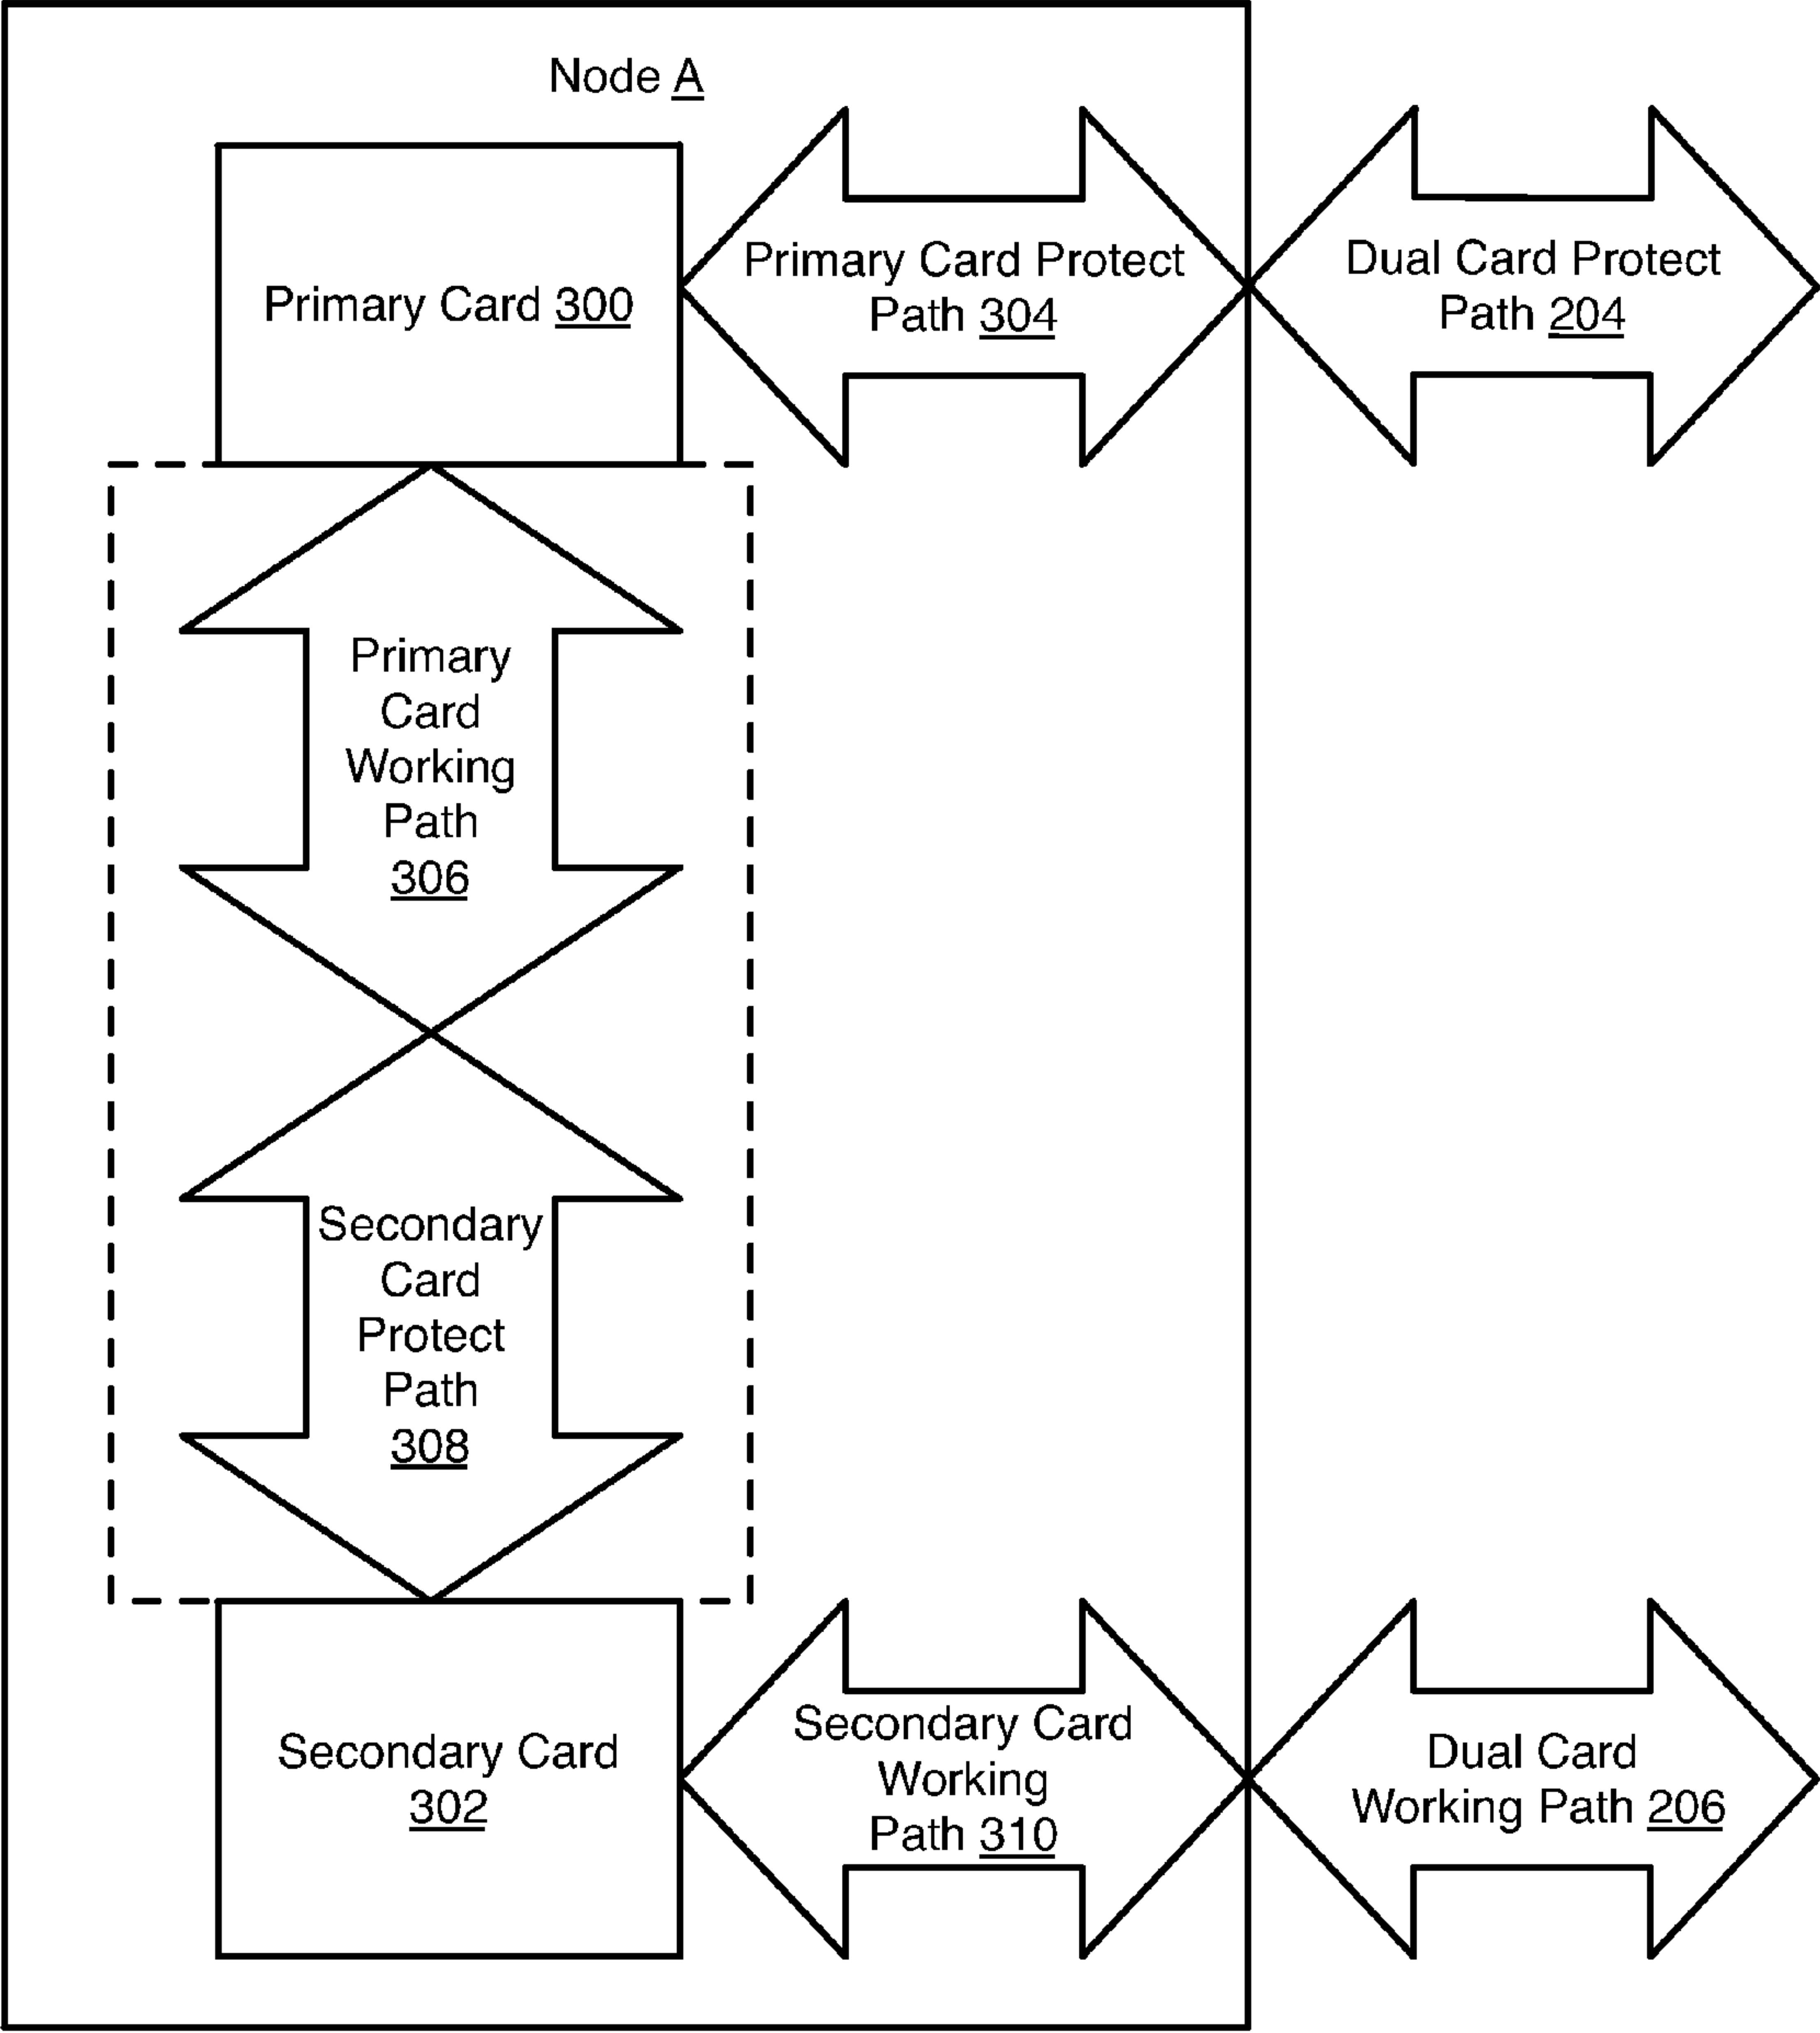 Node A
Primary Card 300
Primary Card Protect
Path 304
Dual Card Protect
Path 204
Primary
Card
Working
Path
306
Secondary
Card
Protect
Path
308
Secondary Card
302
Secondary Card
Working
Path 310
Dual Card
Working Path 206